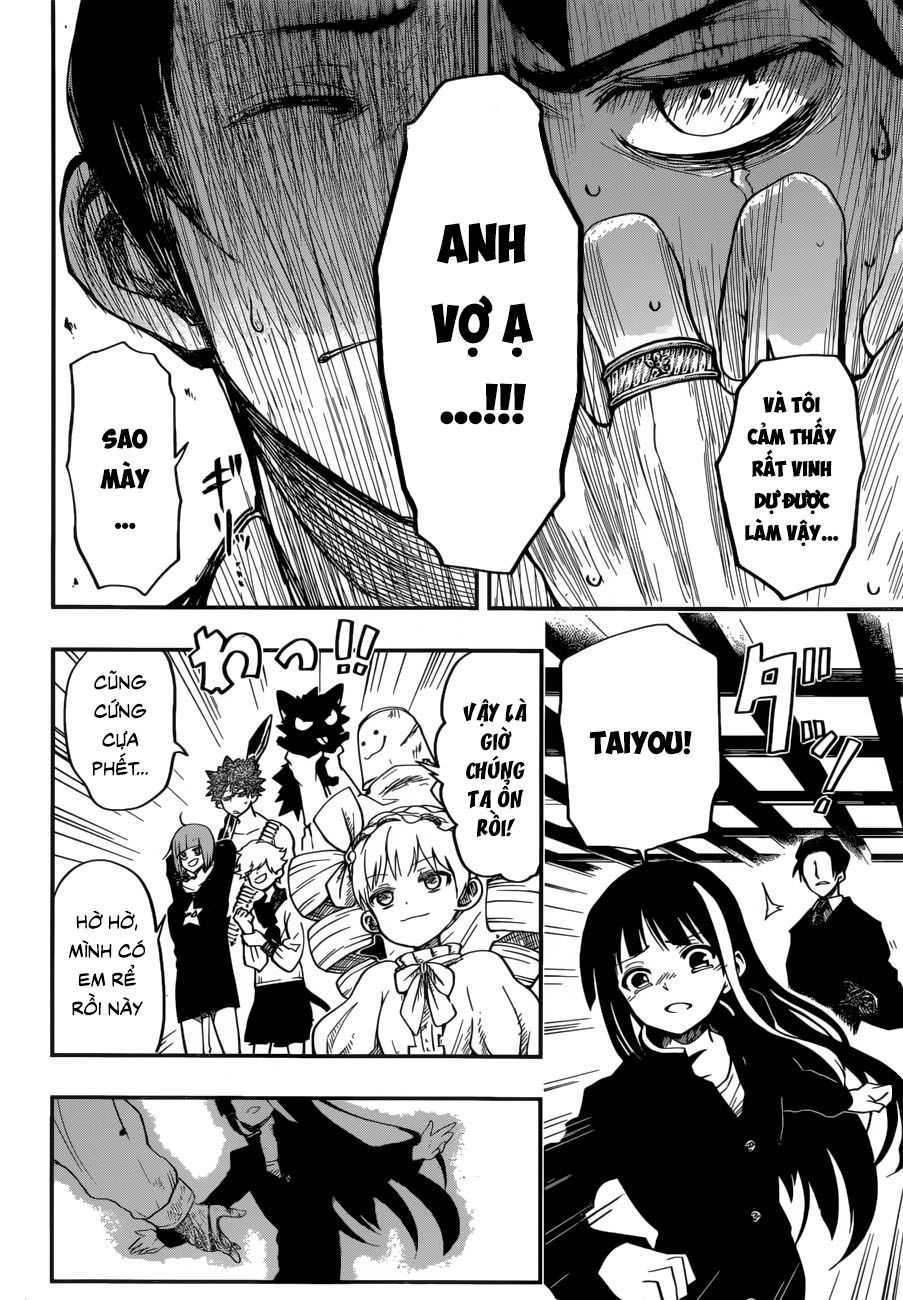 VÀ TÔI
CẢM THẤY
RẤT VINH
DỰ ĐƯỢC
LÀM VẬY...
ANH
VỢ Ạ
...!!!
SAO
MÀY
...
ギ
TAIYOU!
ダ
VẬY LÀ
GIỜ
CHÚNG
TA ỔN
RỒI!
わっ!!
CŨNG
CỨNG
CỰA
PHẾT...
HỜ HỜ,
MÌNH CÓ
EM RỂ
RỒI NÀY